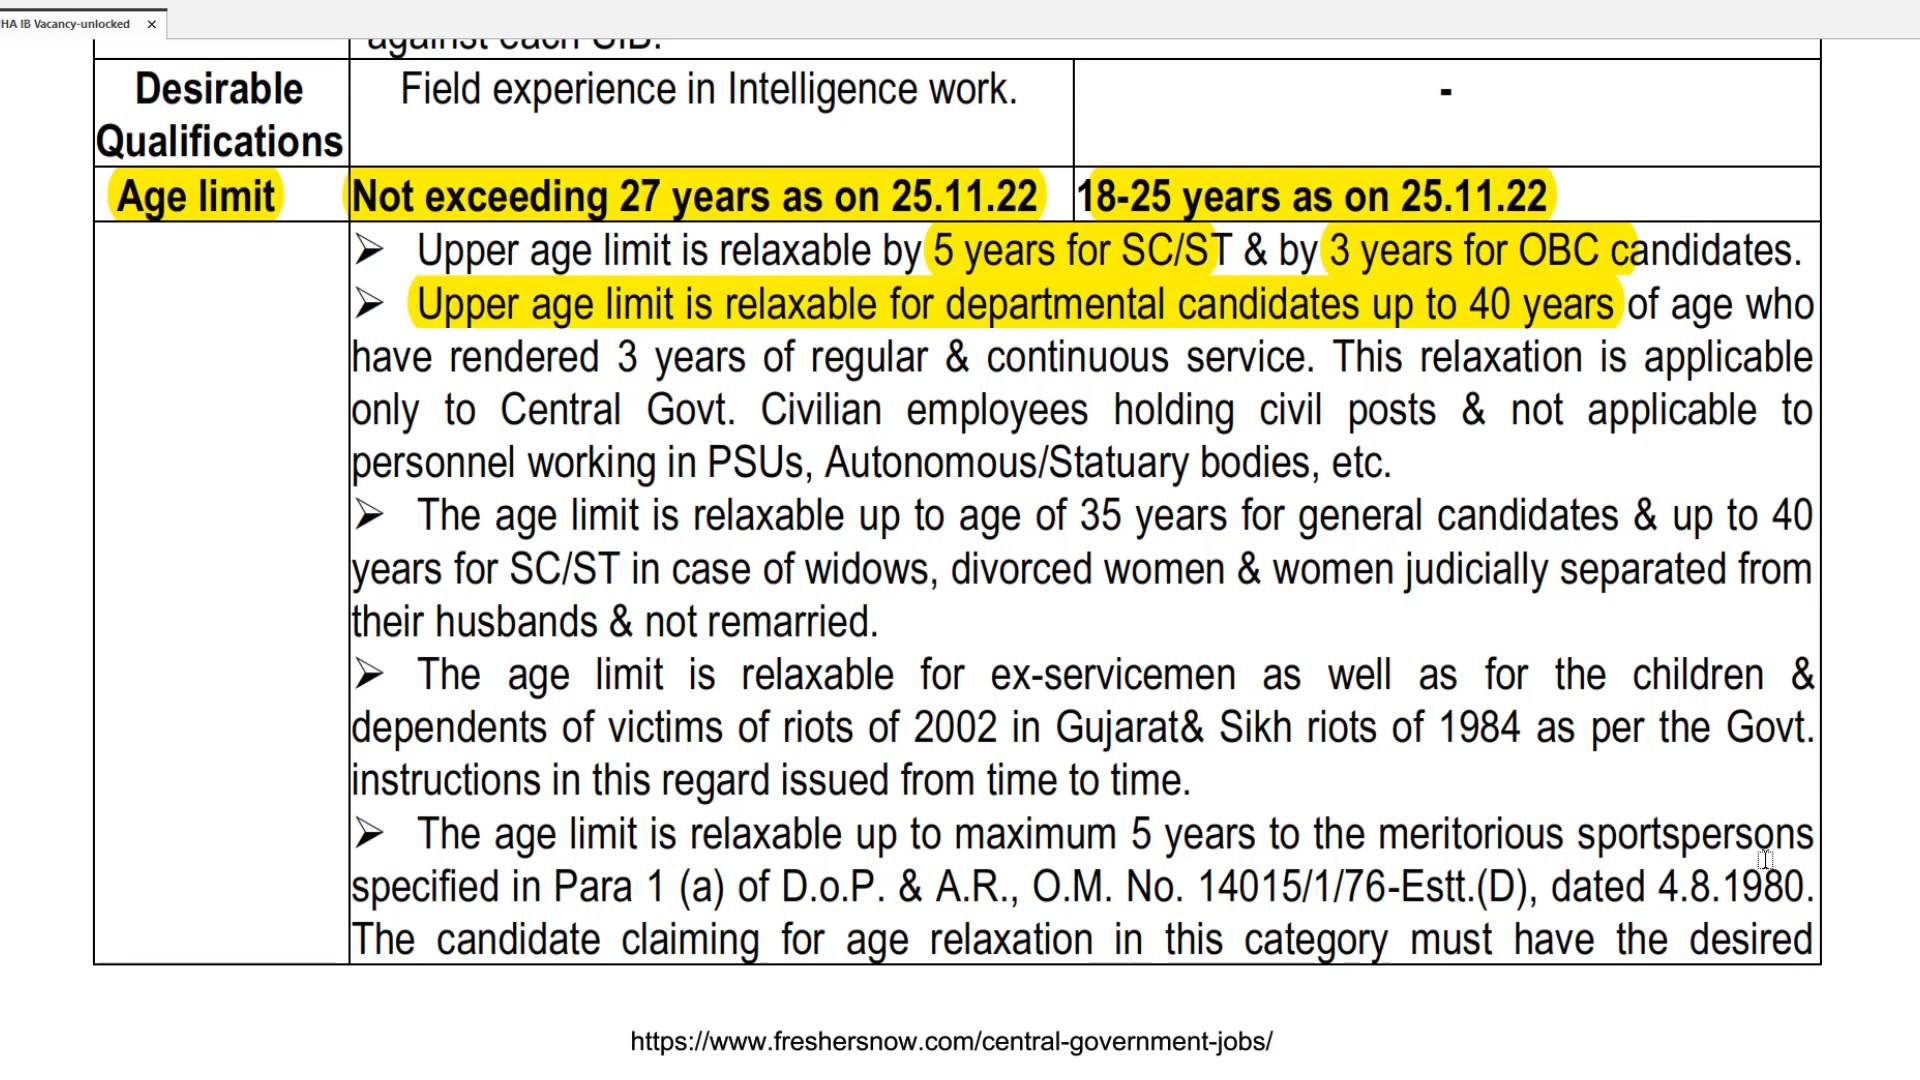 HA IB Vacancy-unlocked ×
against each SIB.
Desirable Qualifications
Field experience in Intelligence work.
-
Age limit
Not exceeding 27 years as on 25.11.22
18-25 years as on 25.11.22
➢ Upper age limit is relaxable by 5 years for SC/ST & by 3 years for OBC candidates.
➢ Upper age limit is relaxable for departmental candidates up to 40 years of age who
have rendered 3 years of regular & continuous service. This relaxation is applicable
only to Central Govt. Civilian employees holding civil posts & not applicable to
personnel working in PSUs, Autonomous/Statuary bodies, etc.
➢ The age limit is relaxable up to age of 35 years for general candidates & up to 40
years for SC/ST in case of widows, divorced women & women judicially separated from
their husbands & not remarried.
➢ The age limit is relaxable for ex-servicemen as well as for the children &
dependents of victims of riots of 2002 in Gujarat& Sikh riots of 1984 as per the Govt.
instructions in this regard issued from time to time.
➢ The age limit is relaxable up to maximum 5 years to the meritorious sportspersons
specified in Para 1 (a) of D.o.P. & A.R., O.M. No. 14015/1/76-Estt.(D), dated 4.8.1980.
The candidate claiming for age relaxation in this category must have the desired
https://www.freshersnow.com/central-government-jobs/